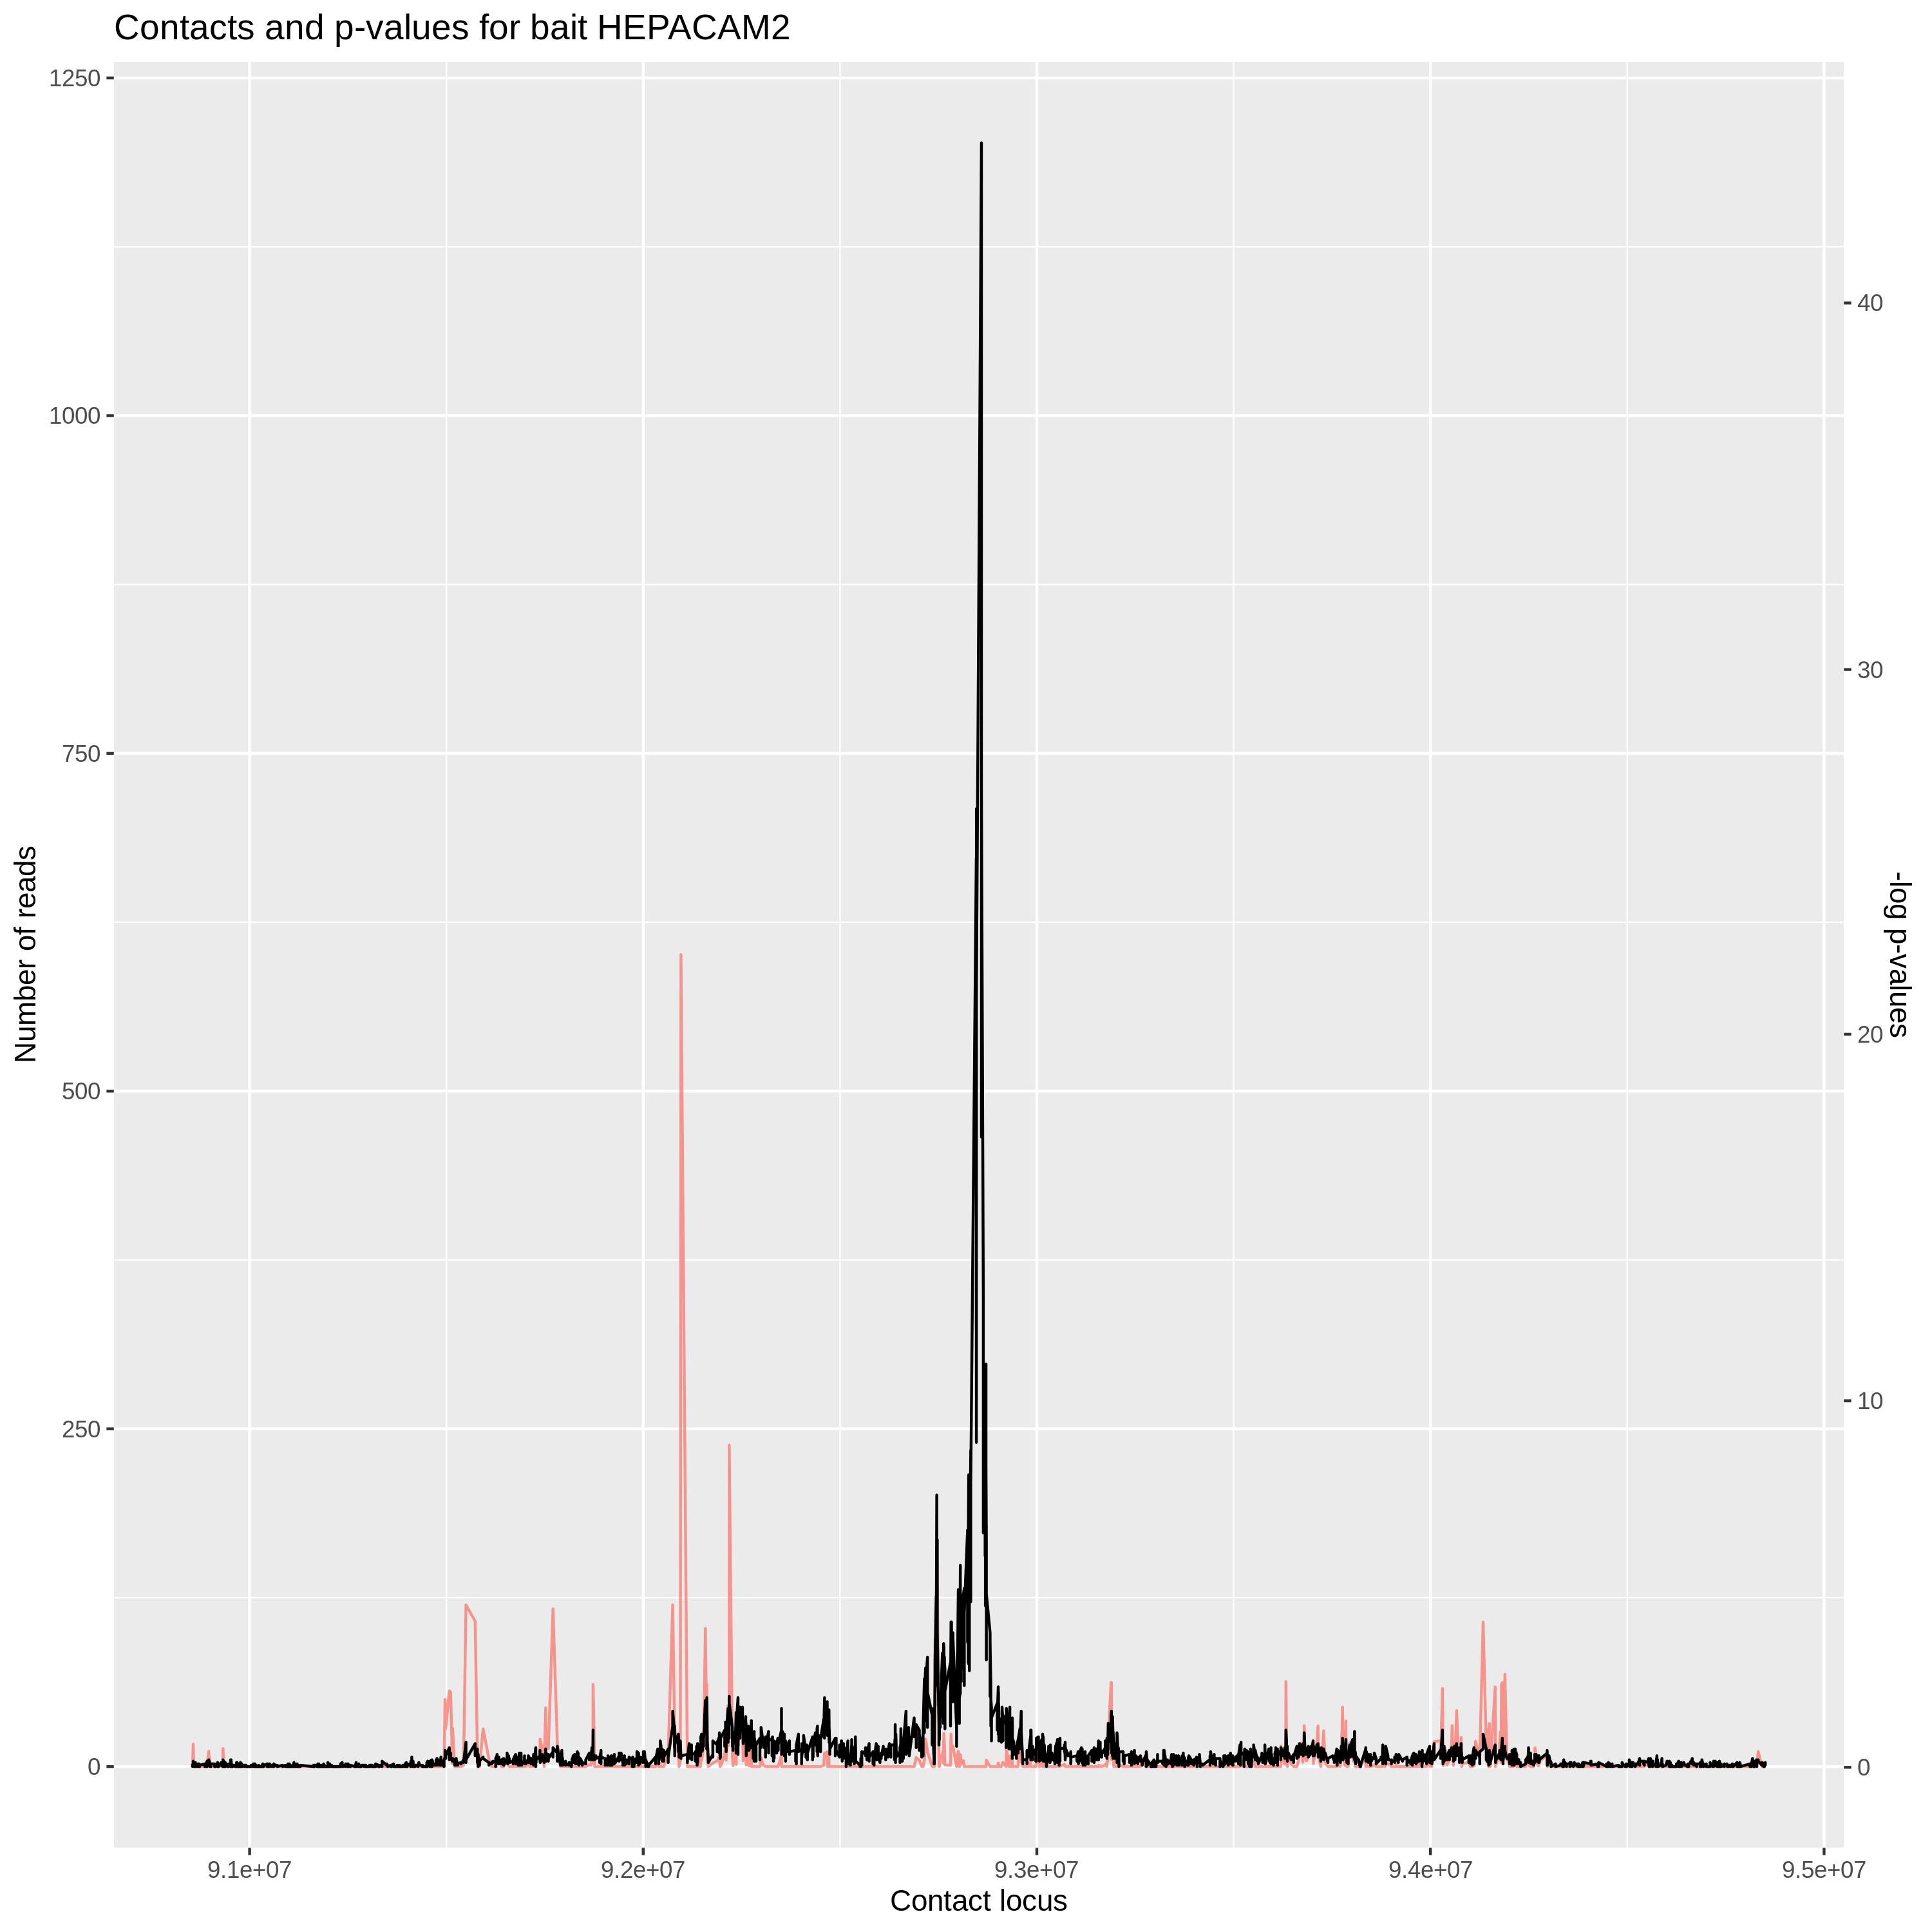 Contacts and p-values for bait HEPACAM2
Number of reads
1250
1000
750
500
250
0
-log p-values
40
30
20
10
0
9.1e+07 9.2e+07 9.3e+07 9.4e+07 9.5e+07
Contact locus